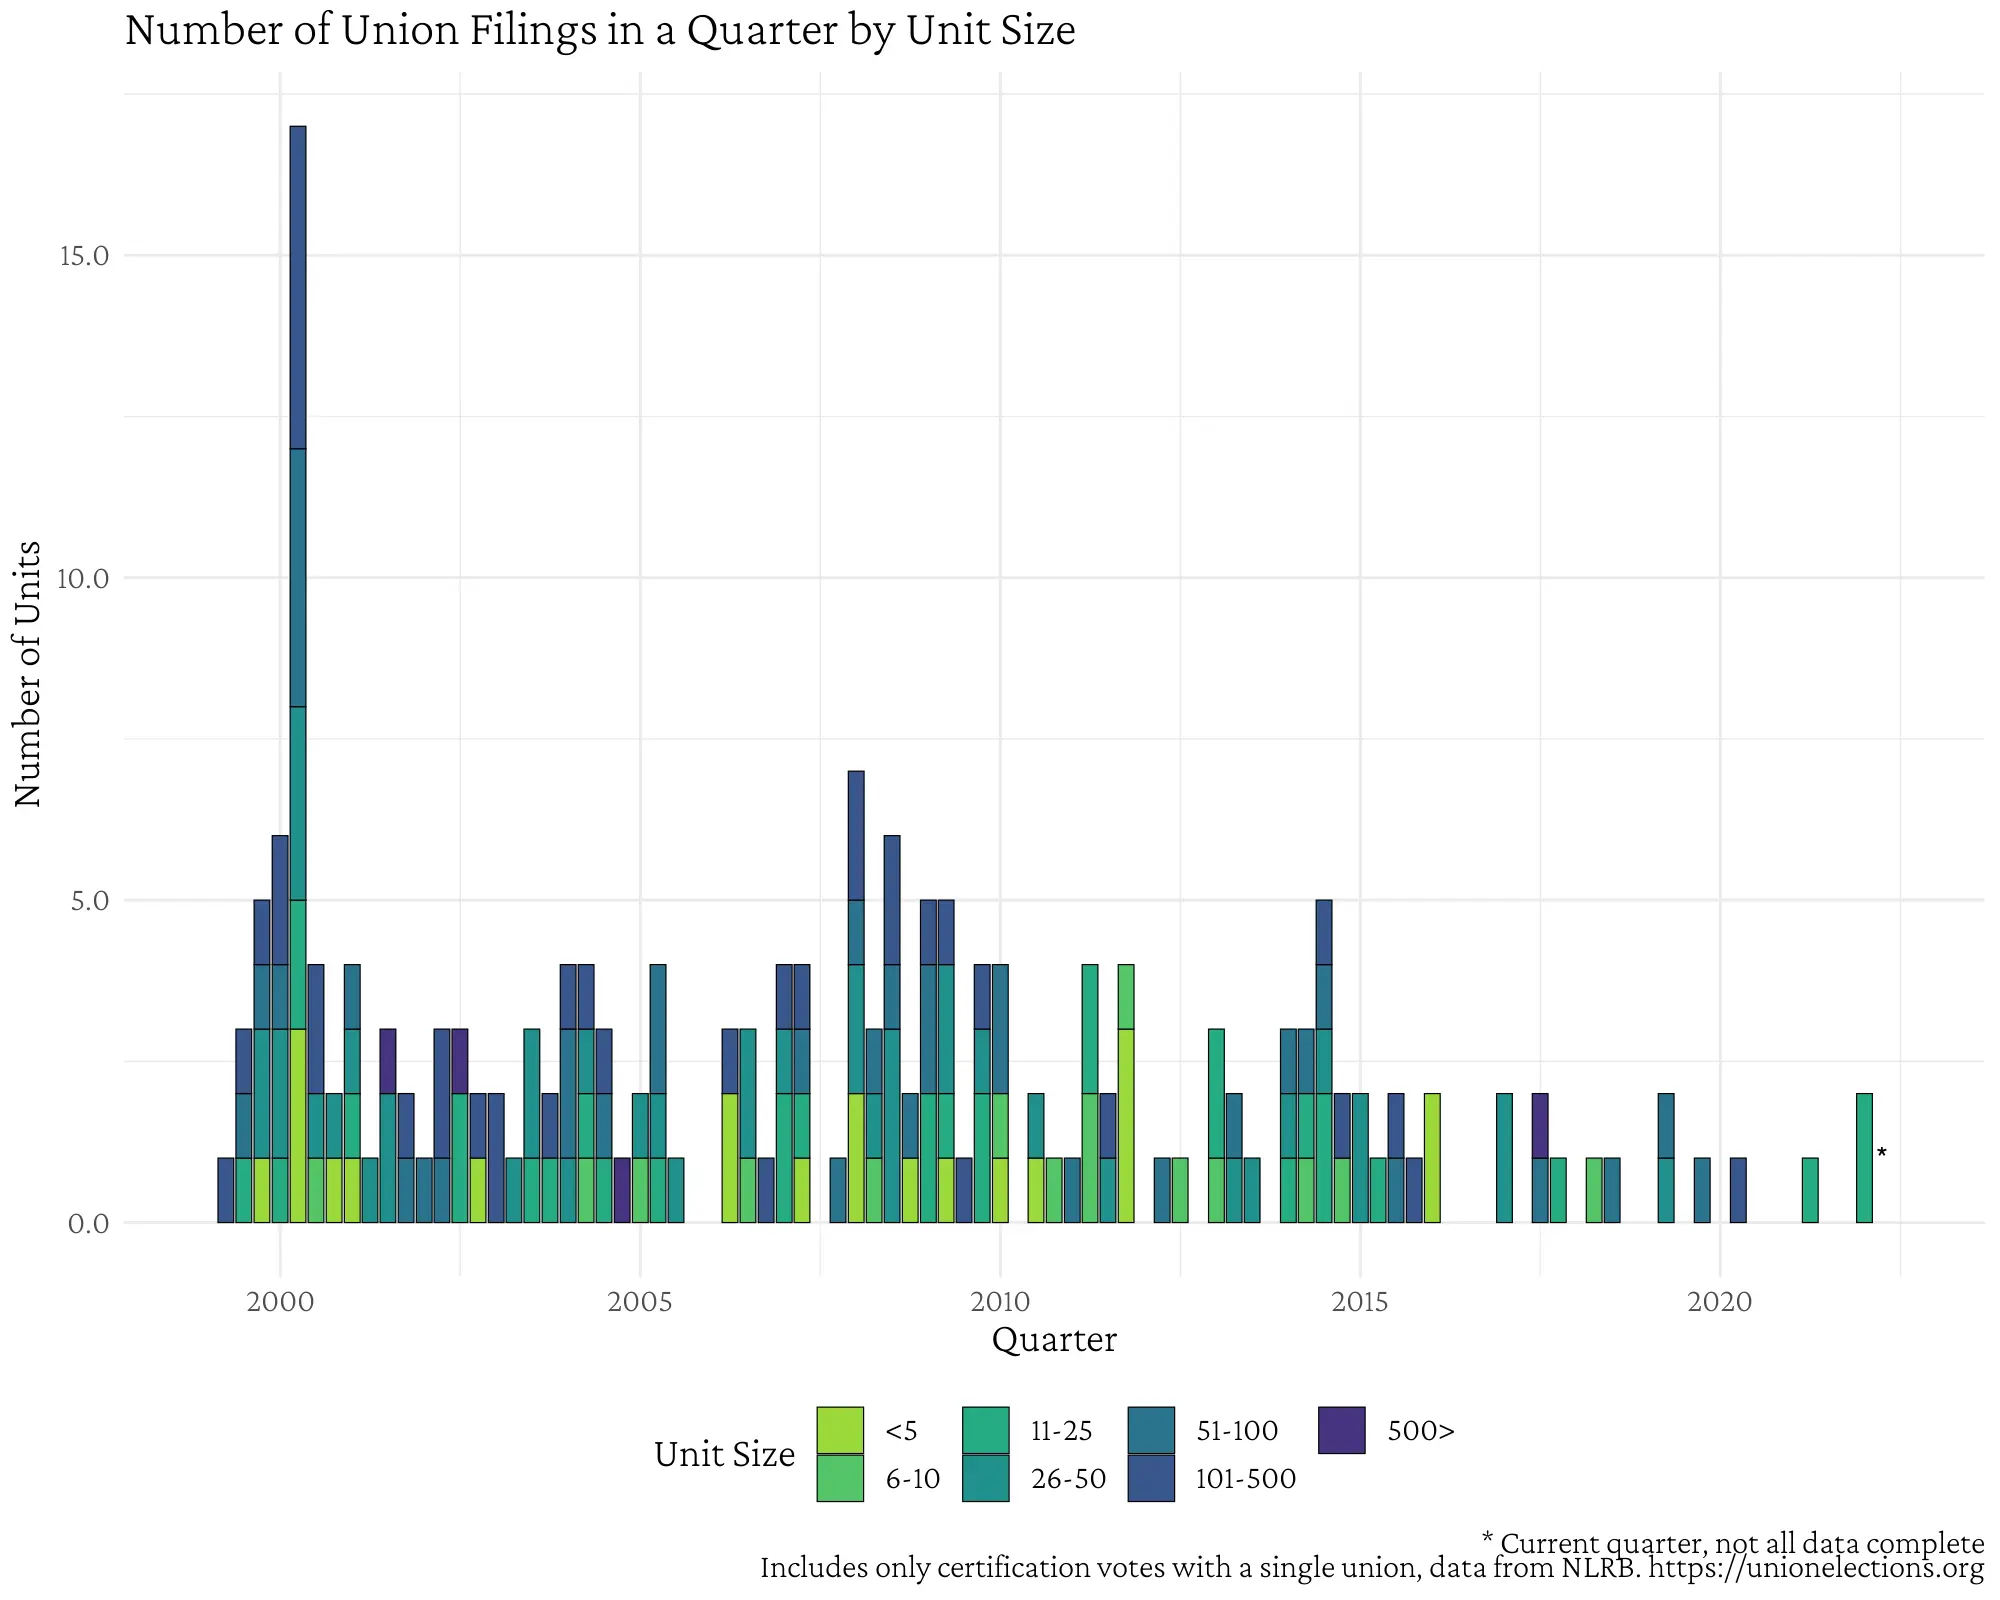 Number of Union Filings in a Quarter by Unit Size
Number of Units
15.0
10.0
5.0
0.0
*
2000 2005 2010 2015 2020
Quarter
Unit Size
<5 11-25 51-100 500>
6-10 26-50 101-500
* Current quarter, not all data complete
Includes only certification votes with a single union, data from NLRB. https://unionelections.org